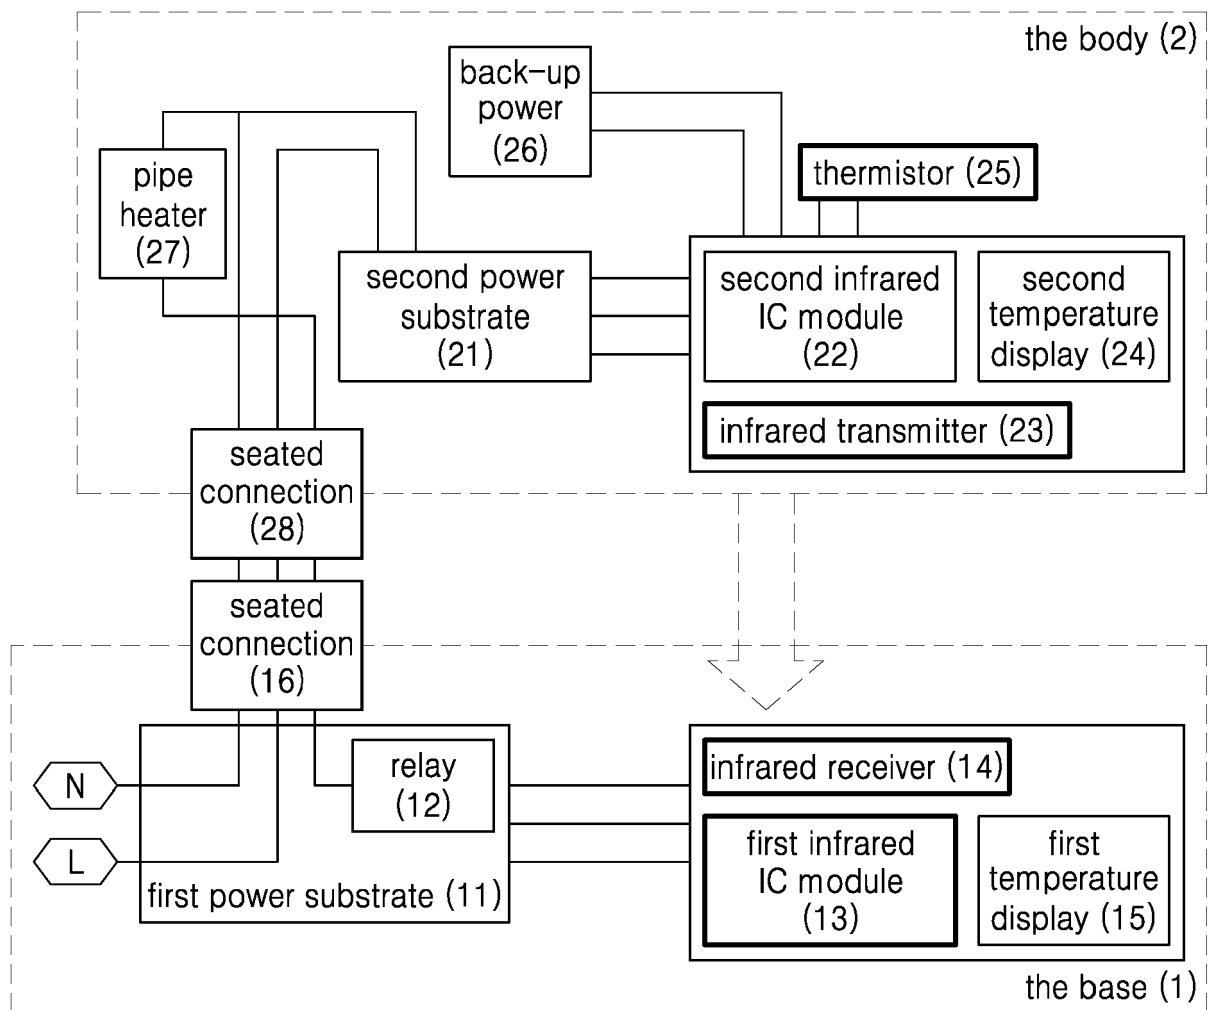 the body (2)
back-up
power
(26)
thermistor (25)
pipe
heater
(27)
second power
substrate
(21)
second infrared
IC module
(22)
second
temperature
display (24)
infrared transmitter (23)
seated
connection
(28)
seated
connection
(16)
N
L
relay
(12)
first power substrate (11)
infrared receiver (14)
first infrared
IC module
(13)
first
temperature
display (15)
the base (1)